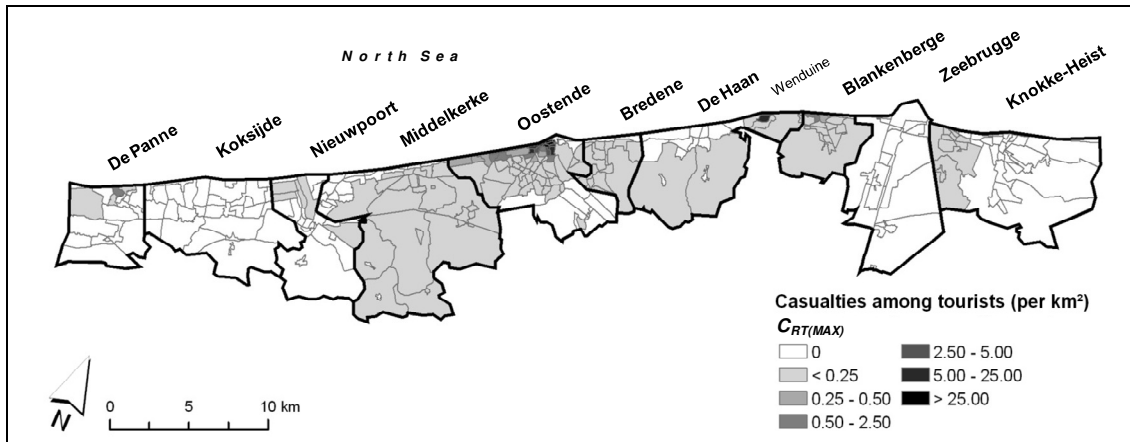 North Sea
De Panne
Koksijde
Nieuwpoort
Middelkerke
Oostende
Bredene
De Haan
Wenduine
Blankenberge
Zeebrugge
Knokke-Heist
Casualties among tourists (per km²)
C RT(MAX)
0
< 0.25
0.25 - 0.50
0.50 - 2.50
2.50 - 5.00
5.00 - 25.00
> 25.00
N
0 5 10 km